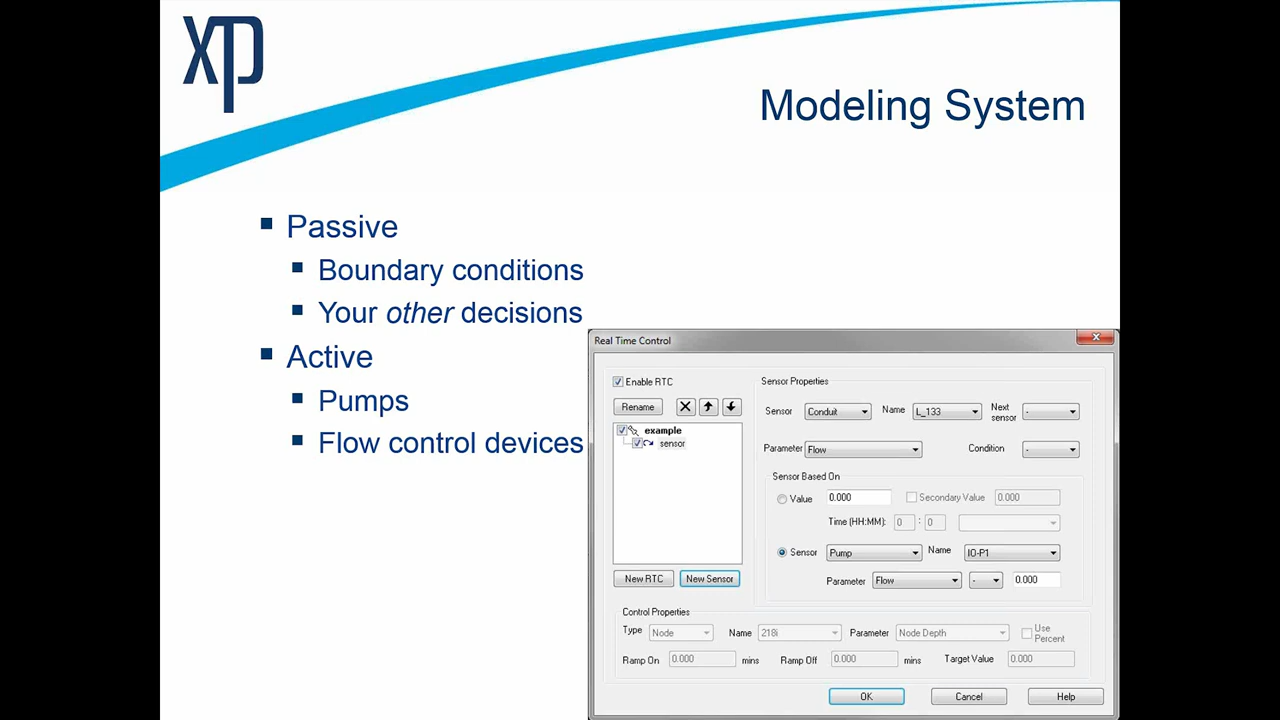 xp
Modeling System
Passive
Boundary conditions
Your other decisions
Active
Pumps
Flow control devices
Real Time Control
Enable RTC
Rename
example
sensor
New RTC New Sensor
Sensor Properties
Sensor Conduit Name L_133 Next sensor -
Parameter Flow Condition -
Sensor Based On
Value 0.000 Secondary Value 0.000
Time (HH:MM): 0 : 0
Sensor Pump Name IO-P1
Parameter Flow - 0.000
Control Properties
Type Node Name 218i Parameter Node Depth Use Percent
Ramp On 0.000 mins Ramp Off 0.000 mins Target Value 0.000
OK Cancel Help